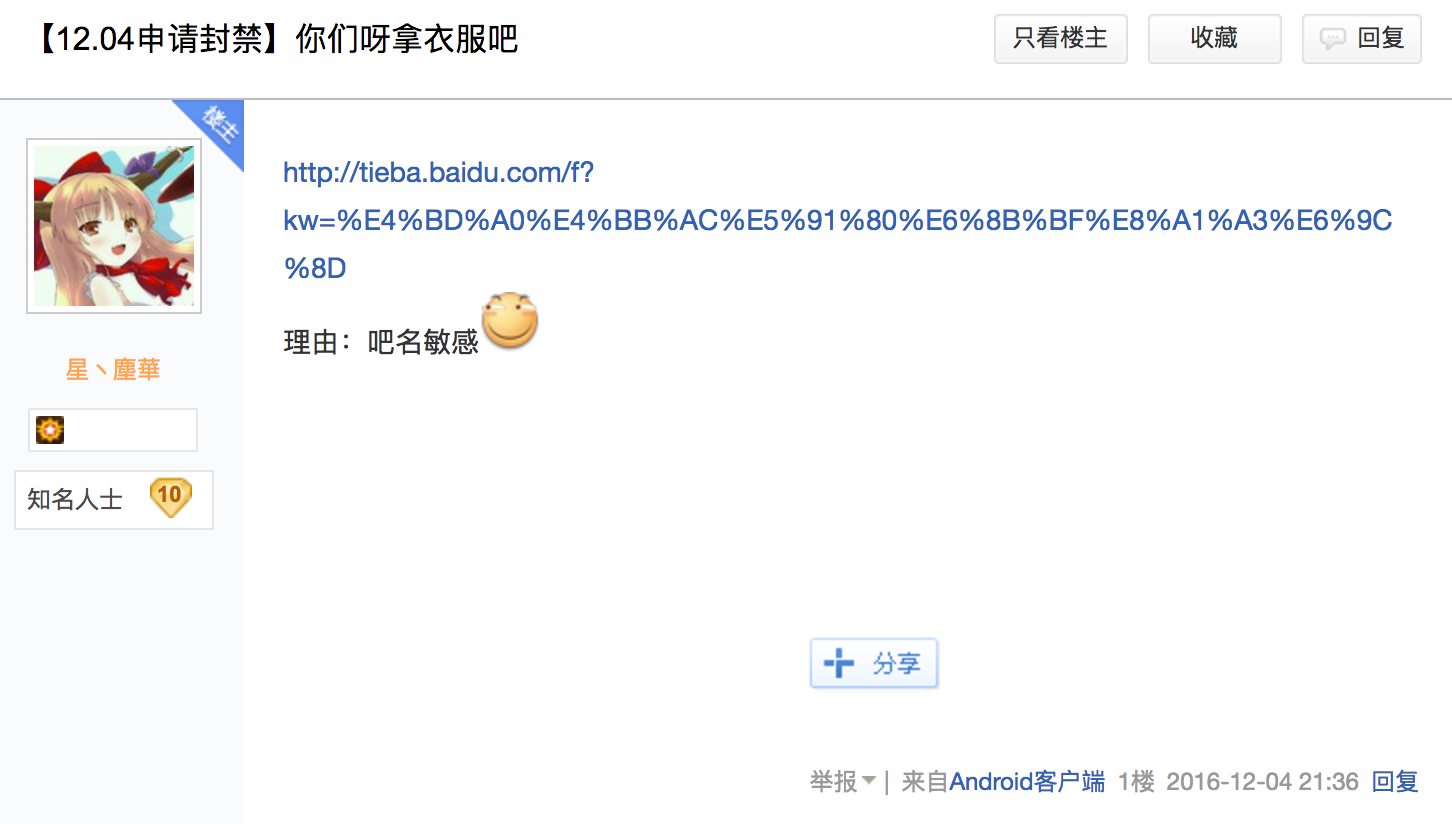 【12.04申请封禁】你们呀拿衣服吧
只看楼主
收藏
回复
楼主
http://tieba.baidu.com/f?
kw=%E4%BD%A0%E4%BB%AC%E5%91%80%E6%8B%BF%E8%A1%A3%E6%9C
%8D
理由：吧名敏感
星丶塵華
知名人士 10
分享
举报 | 来自Android客户端 1楼 2016-12-04 21:36 回复